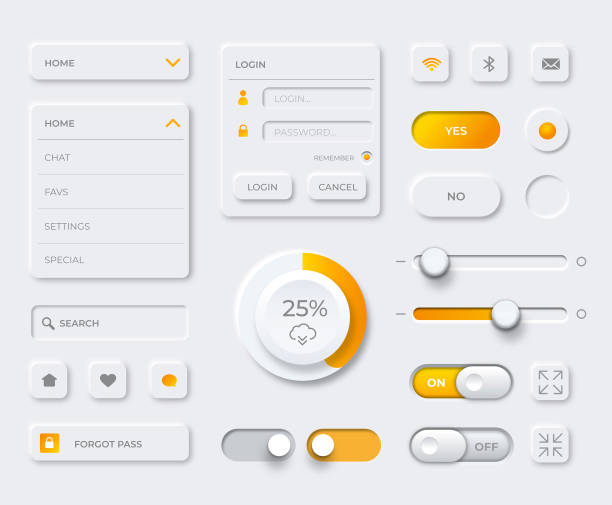 HOME
HOME
CHAT
FAVS
SETTINGS
SPECIAL
SEARCH
FORGOT PASS
LOGIN
LOGIN...
PASSWORD...
REMEMBER
LOGIN
CANCEL
25%
YES
NO
ON
OFF